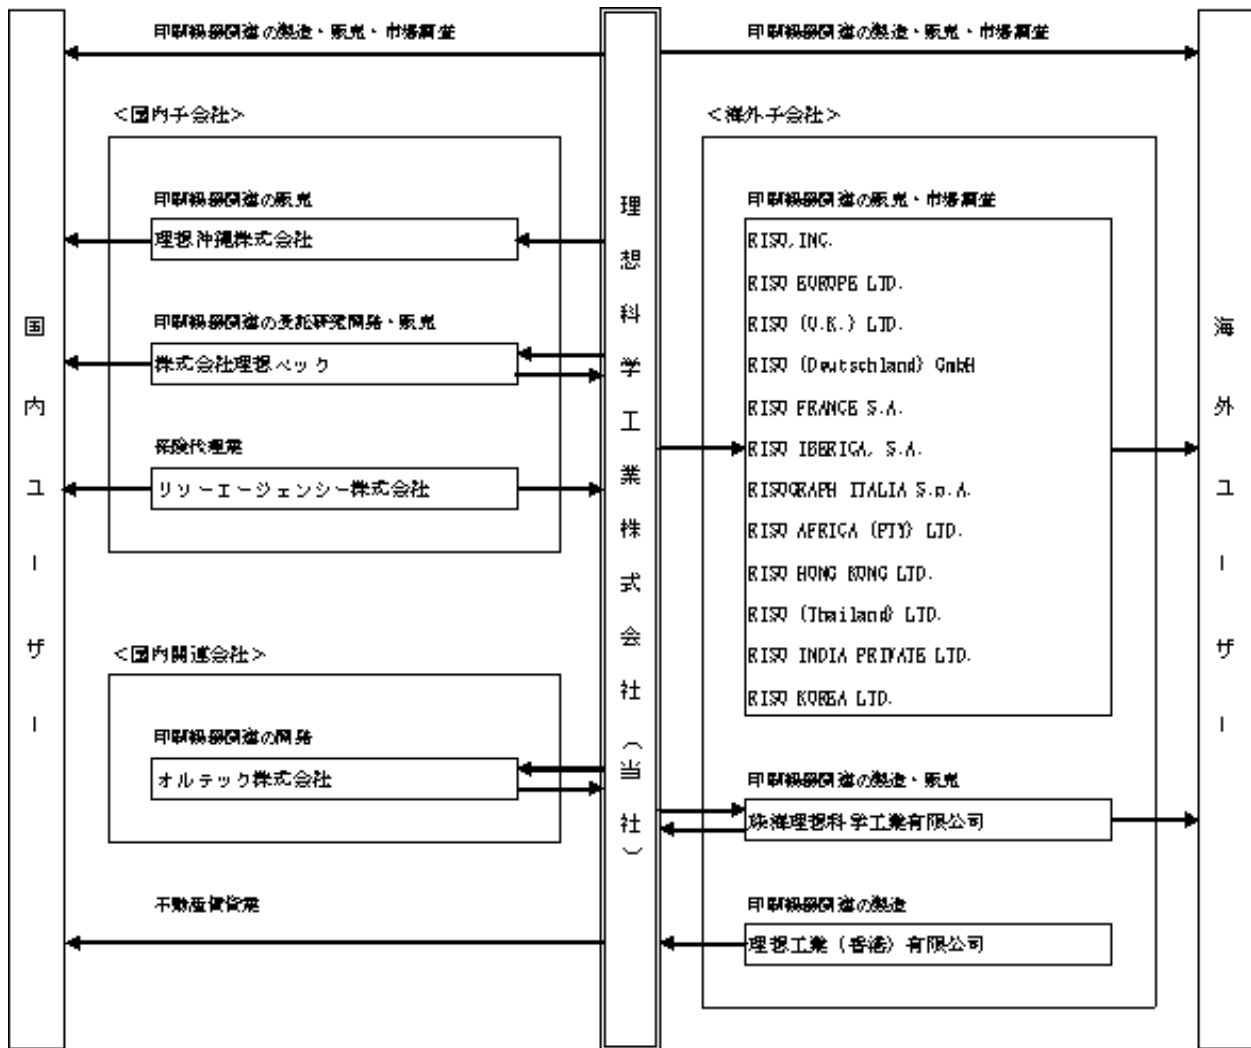 印刷機器関連の製造・販売・市場調査
印刷機器関連の製造・販売・市場調査
＜国内子会社＞
＜海外子会社＞
印刷機器関連の販売
理想沖縄株式会社
印刷機器関連の受託研究開発・販売
株式会社理想ベック
保険代理業
リソーエージェンシー株式会社
国内ユーザー
＜国内関連会社＞
印刷機器関連の開発
オルテック株式会社
不動産賃貸業
理想科学工業株式会社（当社）
印刷機器関連の販売・市場調査
RISO,INC.
RISO EUROPE LTD.
RISO (U.K.) LTD.
RISO (Deutschland) GmbH
RISO FRANCE S.A.
RISO IBERICA, S.A.
RISOGRAPH ITALIA S.p.A.
RISO AFRICA (PTY) LTD.
RISO HONG KONG LTD.
RISO (Thailand) LTD.
RISO INDIA PRIVATE LTD.
RISO KOREA LTD.
印刷機器関連の製造・販売
珠海理想科学工業有限公司
印刷機器関連の製造
理想工業（香港）有限公司
海外ユーザー